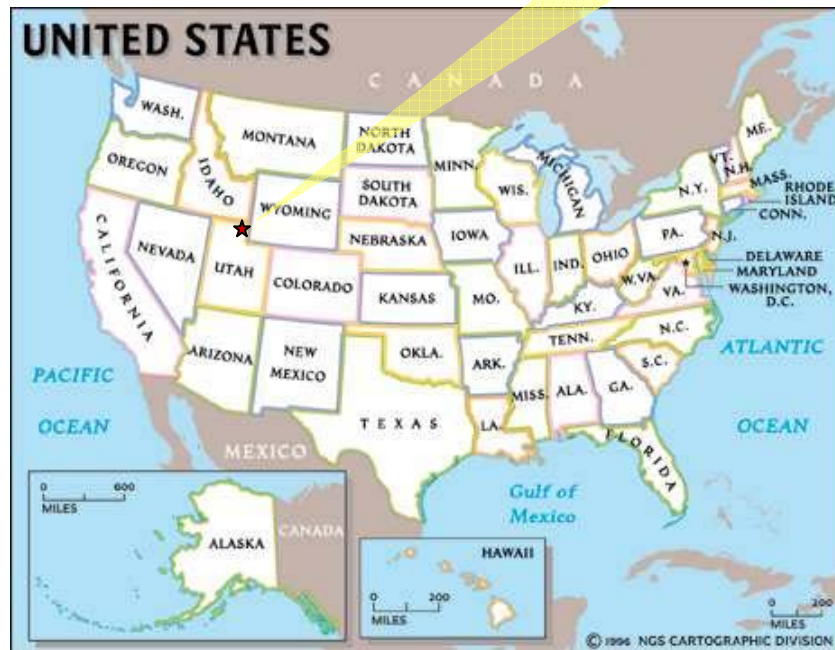 UNITED STATES
CANADA
WASH.
MONTANA
NORTH
DAKOTA
MINN.
OREGON
IDAHO
WYOMING
SOUTH
DAKOTA
WIS.
MICHIGAN
ME.
VT.
N.H.
MASS.
N.Y.
RHODE
ISLAND
CONN.
NEVADA
UTAH
NEBRASKA
IOWA
ILL.
IND.
OHIO
PA.
N.J.
DELAWARE
MARYLAND
WASHINGTON,
D.C.
CALIFORNIA
COLORADO
KANSAS
MO.
KY.
W.VA.
VA.
ARIZONA
NEW
MEXICO
OKLA.
ARK.
TENN.
N.C.
S.C.
PACIFIC
OCEAN
ATLANTIC
OCEAN
TEXAS
LA.
MISS.
ALA.
GA.
FLORIDA
MEXICO
Gulf of
Mexico
0 600
MILES
ALASKA
CANADA
HAWAII
0 200
MILES
0 200
MILES
© 1996 NGS CARTOGRAPHIC DIVISION